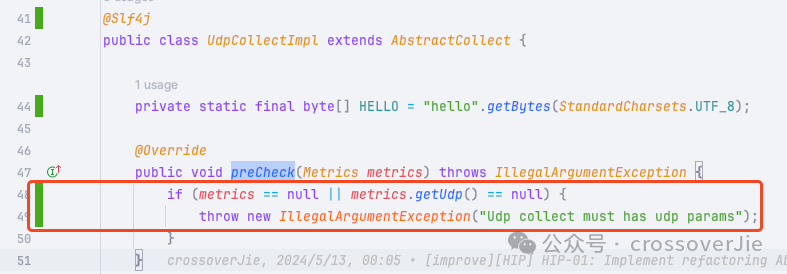 41 @Slf4j
42 public class UdpCollectImpl extends AbstractCollect {
43
1 usage
44 private static final byte[] HELLO = "hello".getBytes(StandardCharsets.UTF_8);
45
46 @Override
47 public void preCheck(Metrics metrics) throws IllegalArgumentException {
48 if (metrics == null || metrics.getUdp() == null) {
49 throw new IllegalArgumentException("Udp collect must has udp params");
50 }
公众号 · crossoverJie
51 } crossoverJie, 2024/5/13, 00:05 • [improve][HIP] HIP-01: Implement refactoring